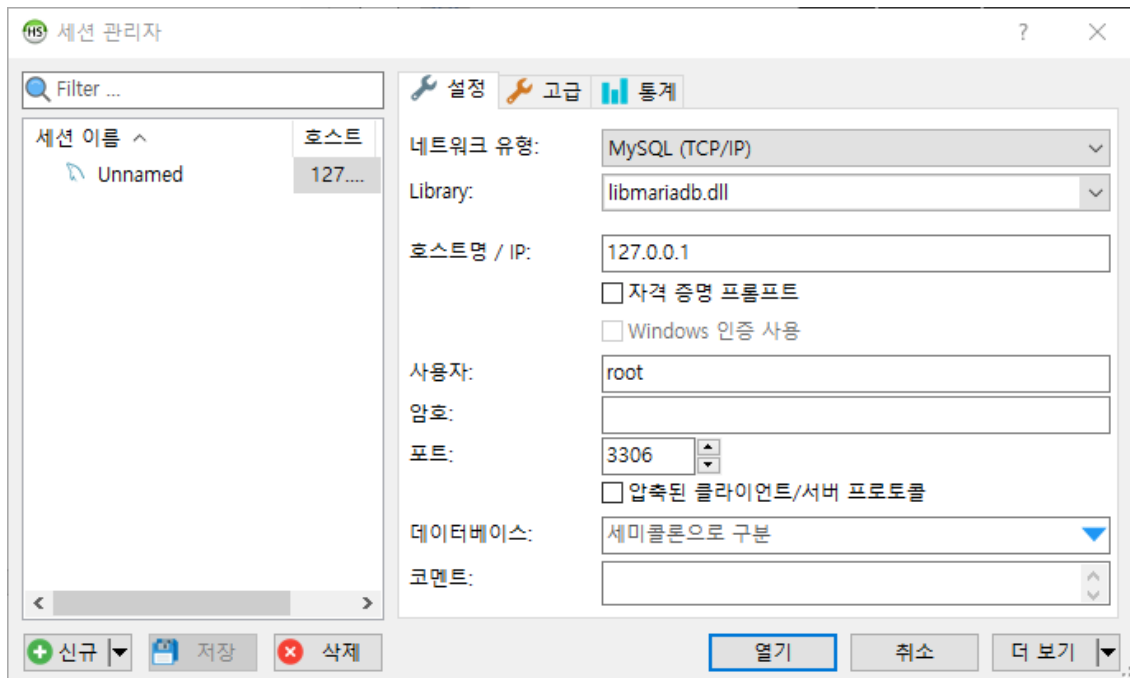 HS 세션 관리자 ?
Filter ...
설정 고급 통계
세션 이름 호스트
Unnamed 127....
네트워크 유형: MySQL (TCP/IP)
Library: libmariadb.dll
호스트명 / IP: 127.0.0.1
자격 증명 프롬프트
Windows 인증 사용
사용자: root
암호:
포트: 3306
압축된 클라이언트/서버 프로토콜
데이터베이스: 세미콜론으로 구분
코멘트:
신규 저장 삭제 열기 취소 더 보기